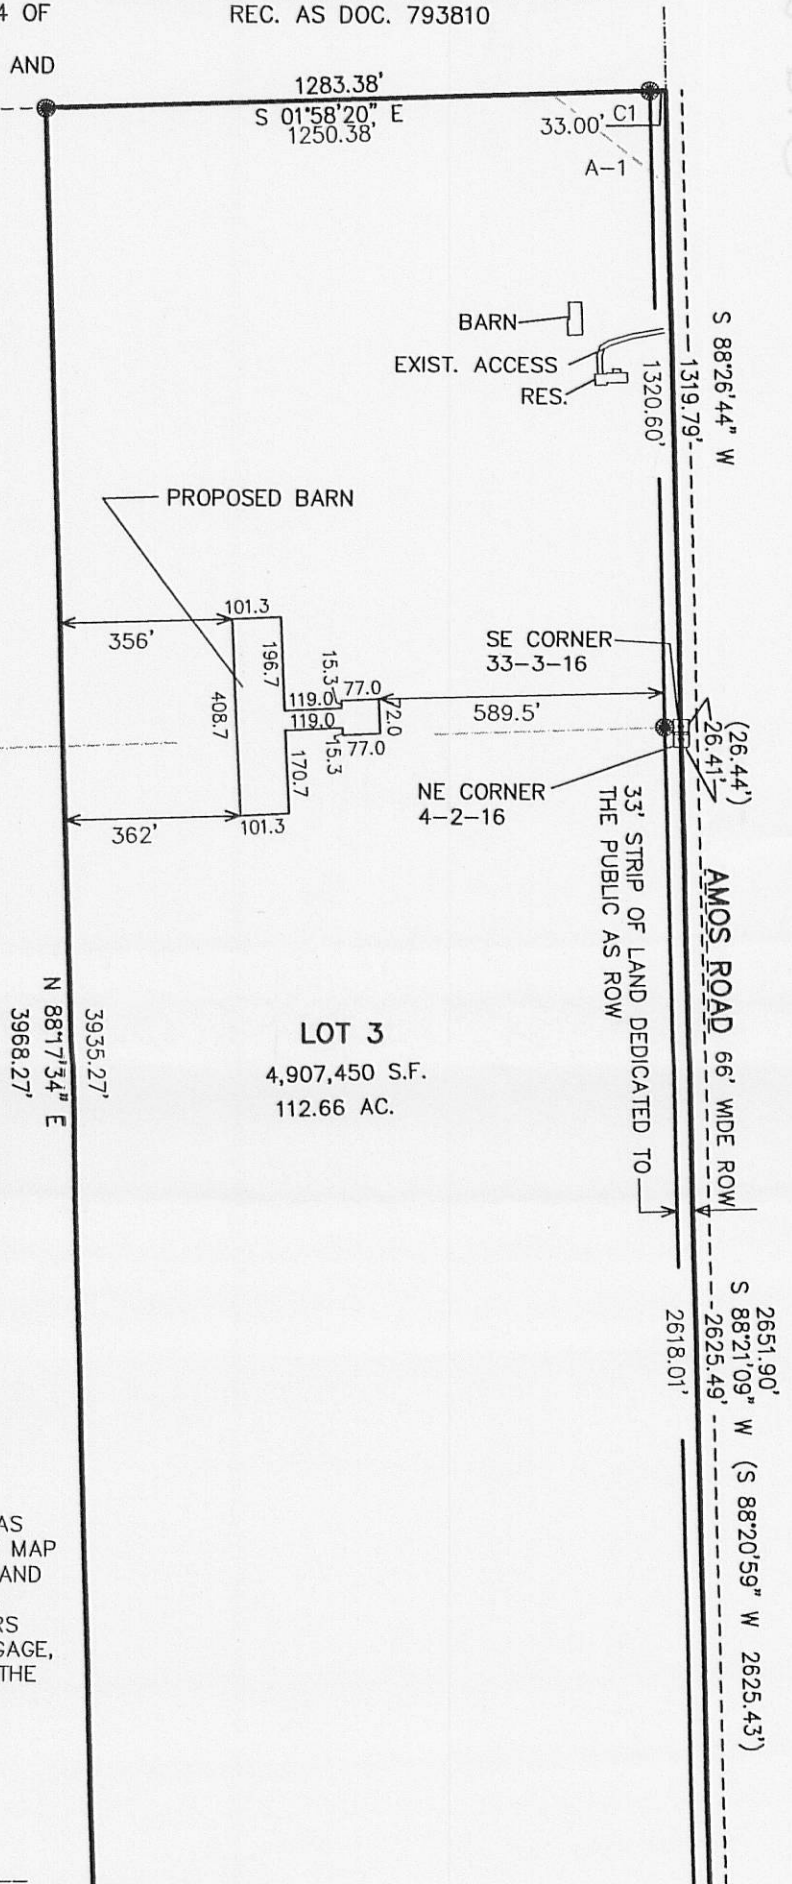 4 OF
REC. AS DOC. 793810
AND
1283.38'
S 01°58'20" E
1250.38'
33.00'
C1
A-1
BARN
EXIST. ACCESS
RES.
1320.60'
1319.79'
S 88°26'44" W
PROPOSED BARN
356'
101.3
196.7
408.7
15.3
119.0
77.0
72.0
119.0
15.3
77.0
170.7
101.3
362'
589.5'
SE CORNER
33-3-16
NE CORNER
4-2-16
(26.44')
26.41'
33' STRIP OF LAND DEDICATED TO
THE PUBLIC AS ROW
AMOS ROAD 66' WIDE ROW
3935.27'
N 88°17'34" E
3968.27'
LOT 3
4,907,450 S.F.
112.66 AC.
2618.01'
2651.90'
S 88°21'09" W (S 88°20'59" W 2625.43')
2625.49'
AS
MAP
AND
RS
GAGE,
THE